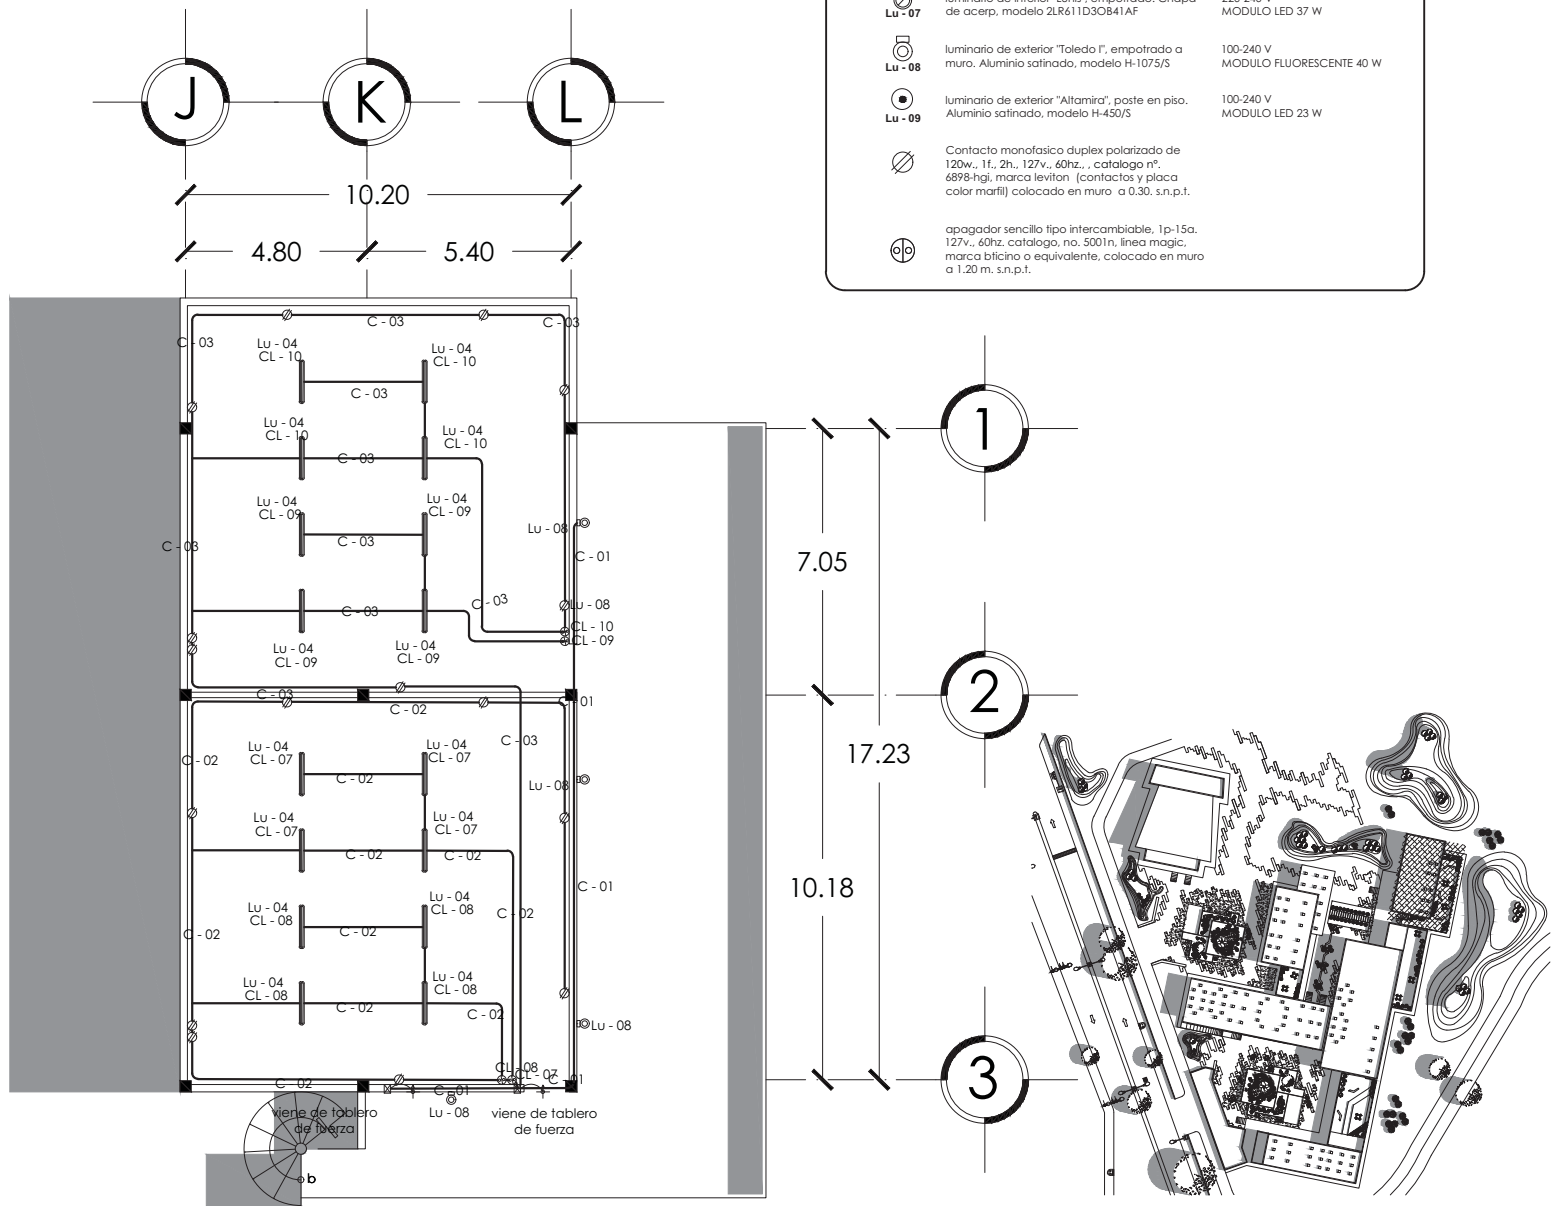 Lu - 07
de acerp, modelo 2LR611D3OB41AF
MODULO LED 37 W
Lu - 08
luminario de exterior "Toledo I", empotrado a
muro. Aluminio satinado, modelo H-1075/S
100-240 V
MODULO FLUORESCENTE 40 W
Lu - 09
luminario de exterior "Altamira", poste en piso.
Aluminio satinado, modelo H-450/S
100-240 V
MODULO LED 23 W
Contacto monofasico duplex polarizado de
120w., 1f., 2h., 127v., 60hz., , catalogo nº.
6898-hgi, marca leviton  (contactos y placa
color marfil) colocado en muro  a 0.30. s.n.p.t.
apagador sencillo tipo intercambiable, 1p-15a.
127v., 60hz. catalogo, no. 5001n, linea magic,
marca bticino o equivalente, colocado en muro
a 1.20 m. s.n.p.t.
J
K
L
10.20
4.80
5.40
C - 03
C - 03
C - 03
Lu - 04
CL - 10
Lu - 04
CL - 10
C - 03
Lu - 04
CL - 10
Lu - 04
CL - 10
C - 03
Lu - 04
CL - 09
Lu - 04
CL - 09
Lu - 08
C - 03
C - 03
C - 01
C - 03
C - 03
Lu - 08
CL - 10
CL - 09
Lu - 04
CL - 09
Lu - 04
CL - 09
C - 03
C - 02
C - 01
C - 03
Lu - 04
CL - 07
Lu - 04
CL - 07
C - 02
C - 02
Lu - 08
Lu - 04
CL - 07
Lu - 04
CL - 07
C - 02
C - 02
C - 01
Lu - 04
CL - 08
Lu - 04
CL - 08
C - 02
C - 02
C - 02
Lu - 04
CL - 08
Lu - 04
CL - 08
C - 02
C - 02
Lu - 08
CL - 08
CL - 07
C - 01
C - 02
C - 01
Lu - 08
viene de tablero
de fuerza
viene de tablero
de fuerza
b
1
7.05
2
17.23
10.18
3